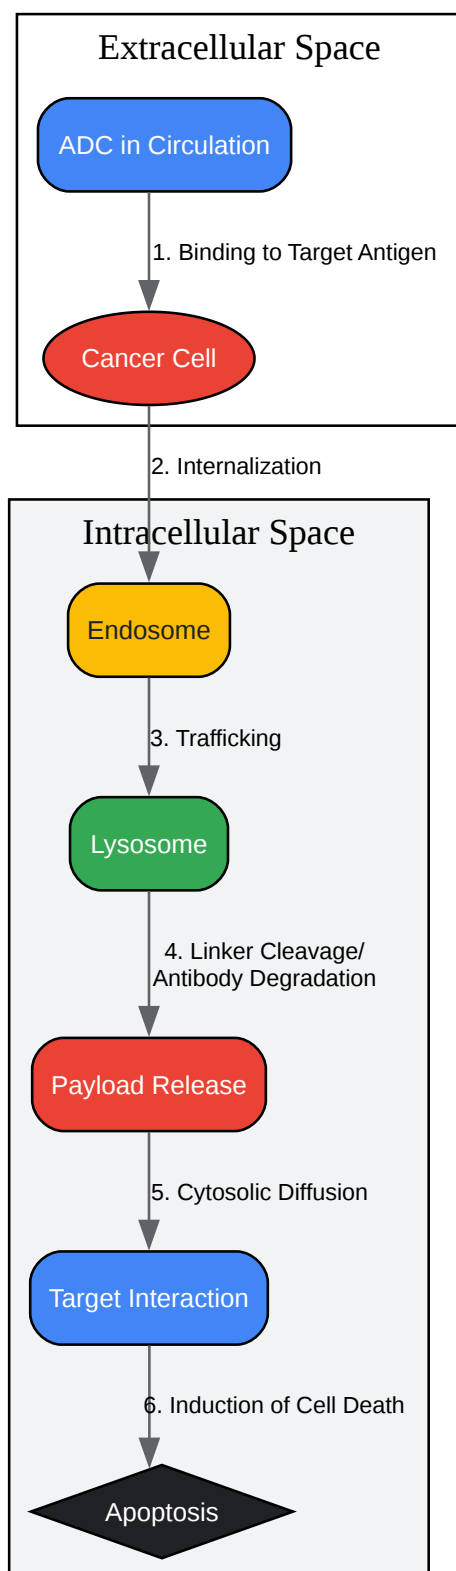 Extracellular Space
ADC in Circulation
1. Binding to Target Antigen
Cancer Cell
2. Internalization
Intracellular Space
Endosome
3. Trafficking
Lysosome
4. Linker Cleavage/
Antibody Degradation
Payload Release
5. Cytosolic Diffusion
Target Interaction
6. Induction of Cell Death
Apoptosis